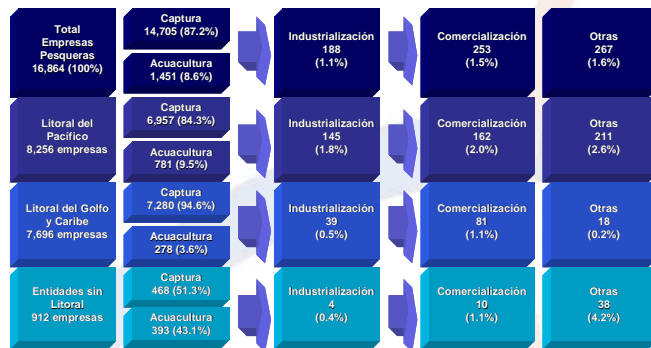 Total
Empresas
Pesqueras
16,864 (100%)
Captura
14,705 (87.2%)
Acuacultura
1,451 (8.6%)
Industrialización
188
(1.1%)
Comercialización
253
(1.5%)
Otras
267
(1.6%)
Litoral del
Pacífico
8,256 empresas
Captura
6,957 (84.3%)
Acuacultura
781 (9.5%)
Industrialización
145
(1.8%)
Comercialización
162
(2.0%)
Otras
211
(2.6%)
Litoral del Golfo
y Caribe
7,696 empresas
Captura
7,280 (94.6%)
Acuacultura
278 (3.6%)
Industrialización
39
(0.5%)
Comercialización
81
(1.1%)
Otras
18
(0.2%)
Entidades sin
Litoral
912 empresas
Captura
468 (51.3%)
Acuacultura
393 (43.1%)
Industrialización
4
(0.4%)
Comercialización
10
(1.1%)
Otras
38
(4.2%)